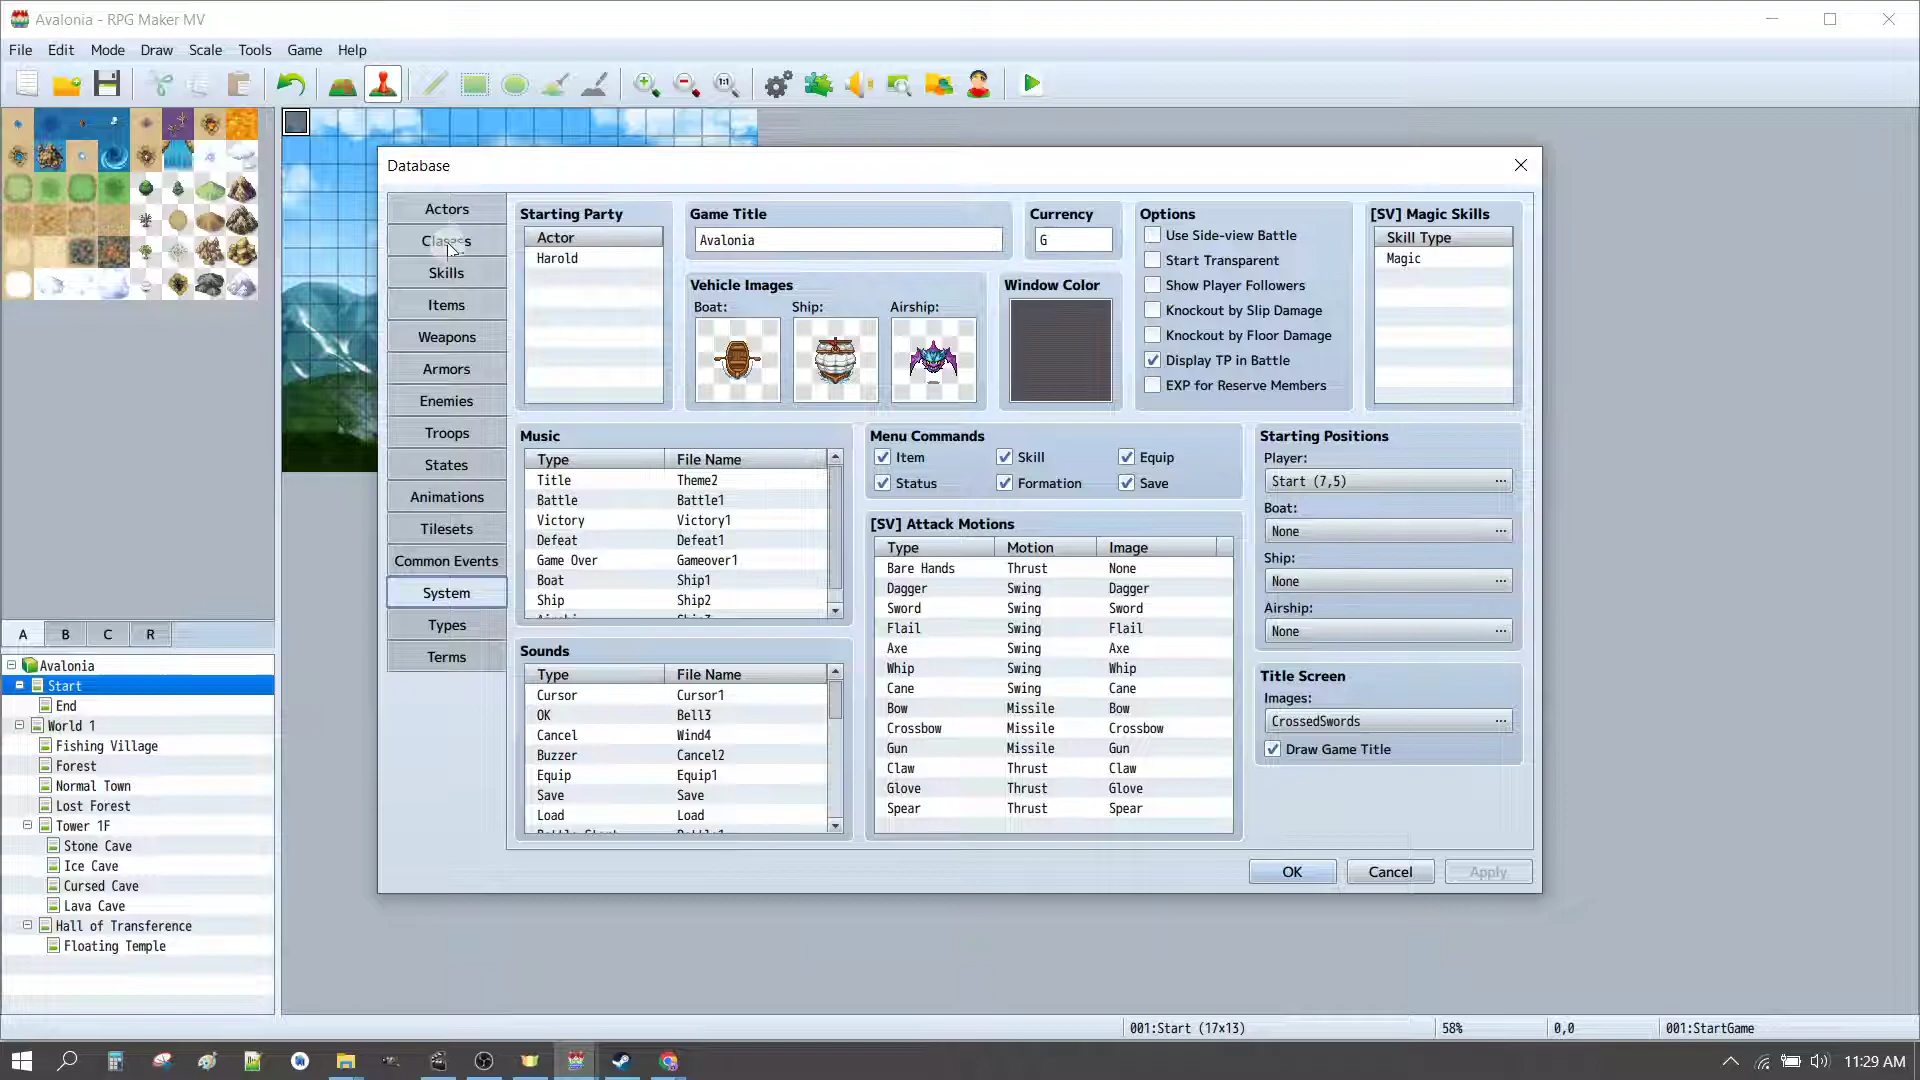 Avalonia - RPG Maker MV
File Edit Mode Draw Scale Tools Game Help
1:1
Database
Actors
Classes
Skills
Items
Weapons
Armors
Enemies
Troops
States
Animations
Tilesets
Common Events
System
Types
Terms
Starting Party
Actor
Harold
Game Title
Avalonia
Currency
G
Vehicle Images
Boat: Ship: Airship:
Window Color
Options
Use Side-view Battle
Start Transparent
Show Player Followers
Knockout by Slip Damage
Knockout by Floor Damage
Display TP in Battle
EXP for Reserve Members
[SV] Magic Skills
Skill Type
Magic
Music
Type File Name
Title Theme2
Battle Battle1
Victory Victory1
Defeat Defeat1
Game Over Gameover1
Boat Ship1
Ship Ship2
Sounds
Type File Name
Cursor Cursor1
OK Bell3
Cancel Wind4
Buzzer Cancel2
Equip Equip1
Save Save
Load Load
Menu Commands
Item Skill Equip
Status Formation Save
[SV] Attack Motions
Type Motion Image
Bare Hands Thrust None
Dagger Swing Dagger
Sword Swing Sword
Flail Swing Flail
Axe Swing Axe
Whip Swing Whip
Cane Swing Cane
Bow Missile Bow
Crossbow Missile Crossbow
Gun Missile Gun
Claw Thrust Claw
Glove Thrust Glove
Spear Thrust Spear
Starting Positions
Player:
Start (7,5) ...
Boat:
None ...
Ship:
None ...
Airship:
None ...
Title Screen
Images:
CrossedSwords ...
Draw Game Title
OK Cancel Apply
A B C R
Avalonia
Start
End
World 1
Fishing Village
Forest
Normal Town
Lost Forest
Tower 1F
Stone Cave
Ice Cave
Cursed Cave
Lava Cave
Hall of Transference
Floating Temple
001:Start (17x13) 58% 0,0 001:StartGame
11:29 AM